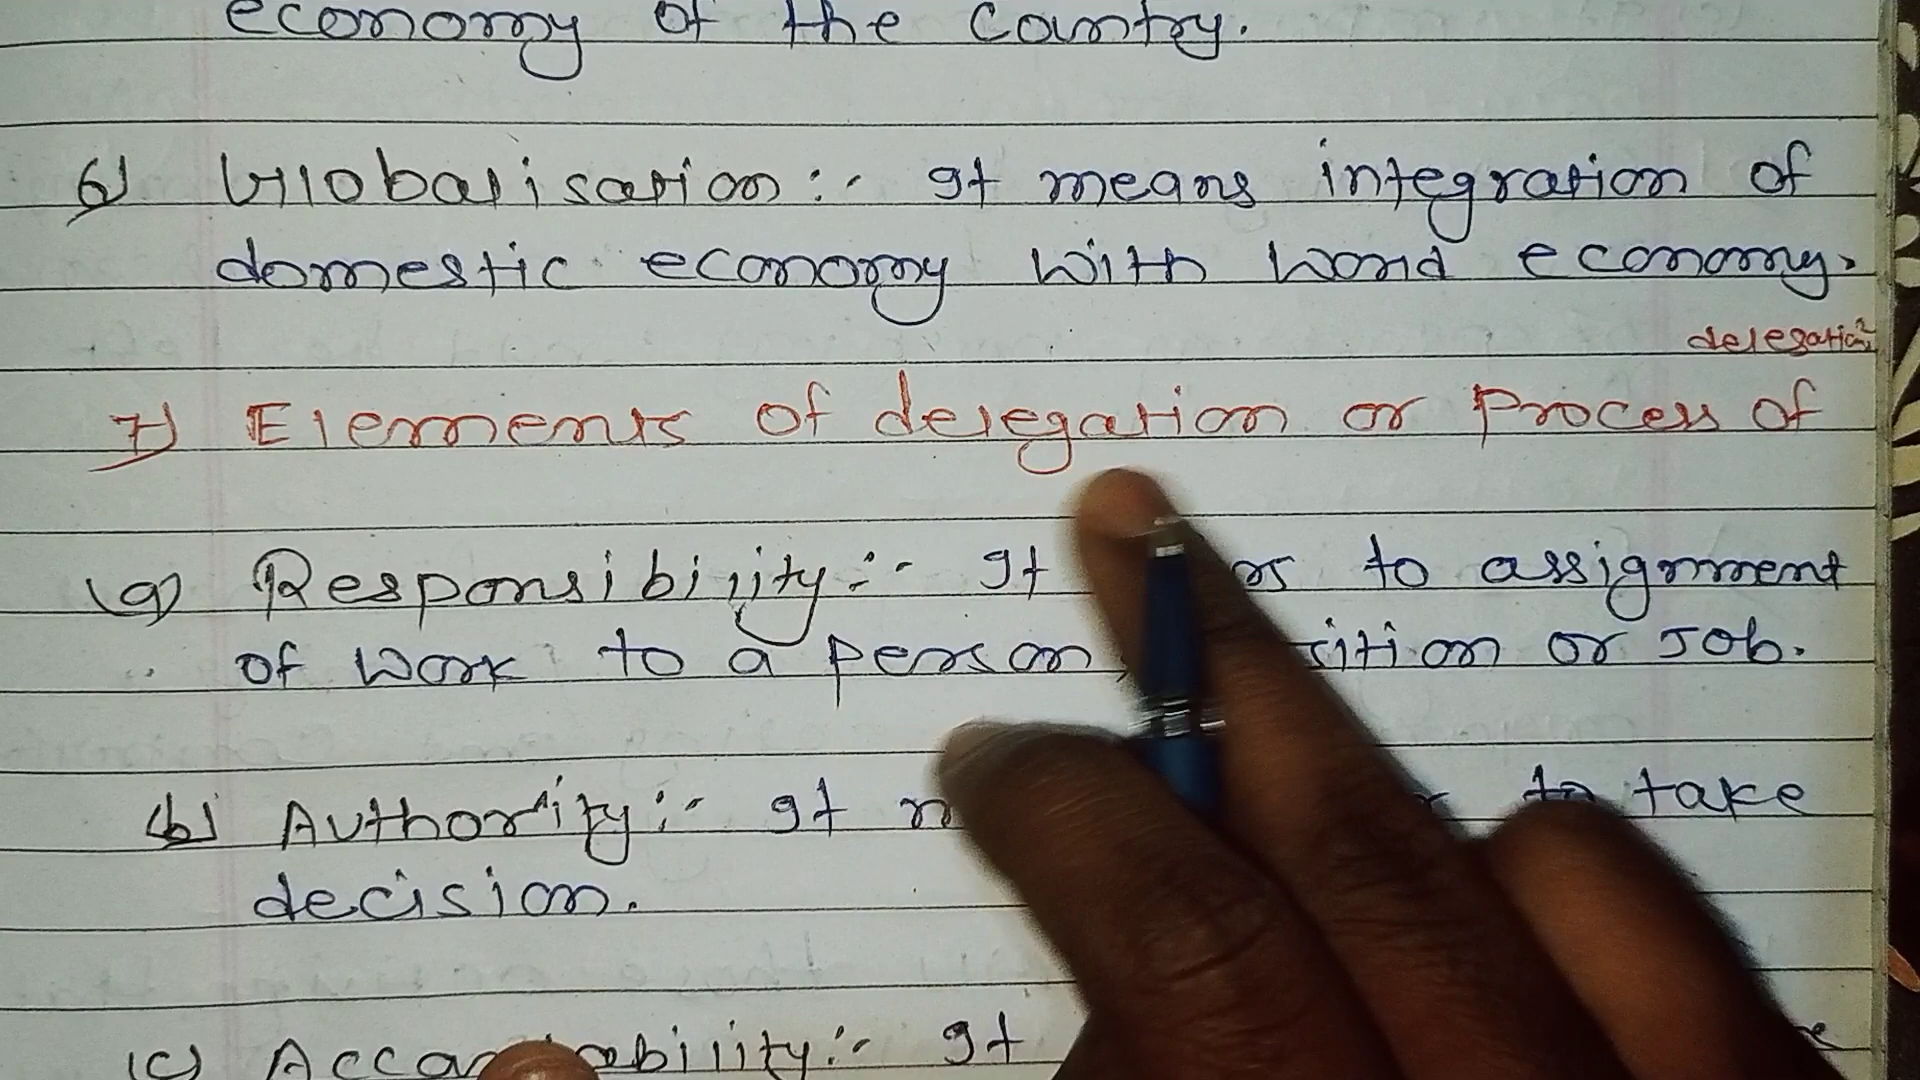 economy of the country.
6) Globalisation:- It means integration of
domestic economy with world economy.
delegation
7) Elements of delegation or Process of
(a) Responsibility:- It to assignment
of work to a person, or Job.
(b) Authority:- It to take
decision.
(c) It